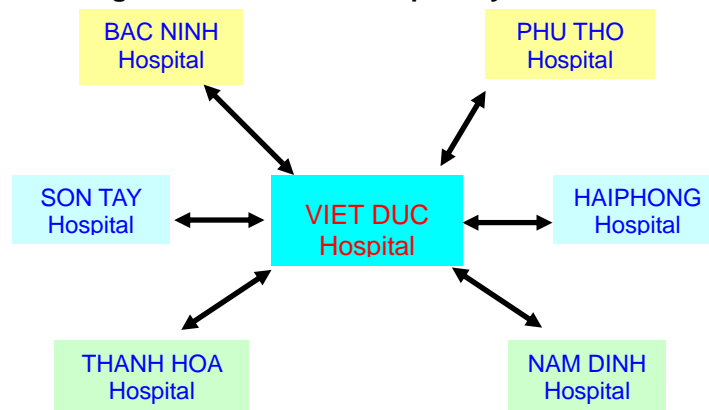 BAC NINH
Hospital
PHU THO
Hospital
SON TAY
Hospital
VIET DUC
Hospital
HAIPHONG
Hospital
THANH HOA
Hospital
NAM DINH
Hospital